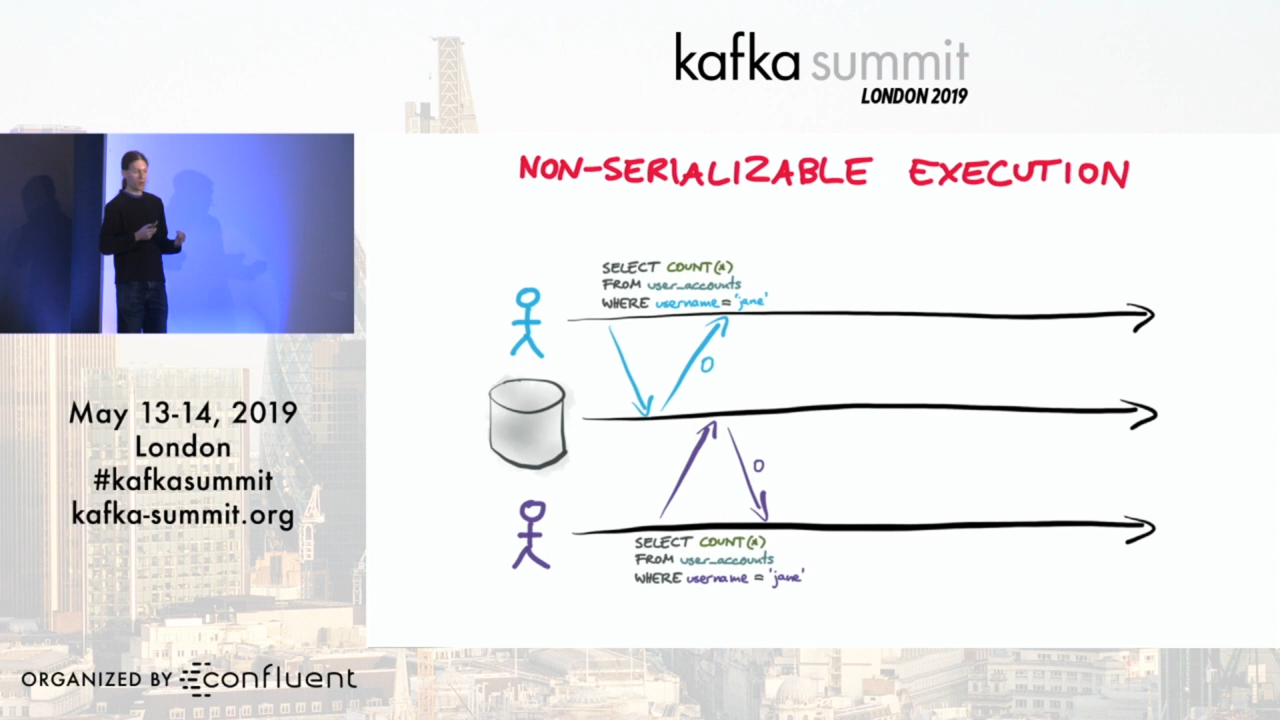 kafka summit
LONDON 2019
NON-SERIALIZABLE EXECUTION
SELECT COUNT(*)
FROM user_accounts
WHERE username = 'jane'
0
0
SELECT COUNT(*)
FROM user_accounts
WHERE username = 'jane'
May 13-14, 2019
London
#kafkasummit
kafka-summit.org
ORGANIZED BY confluent